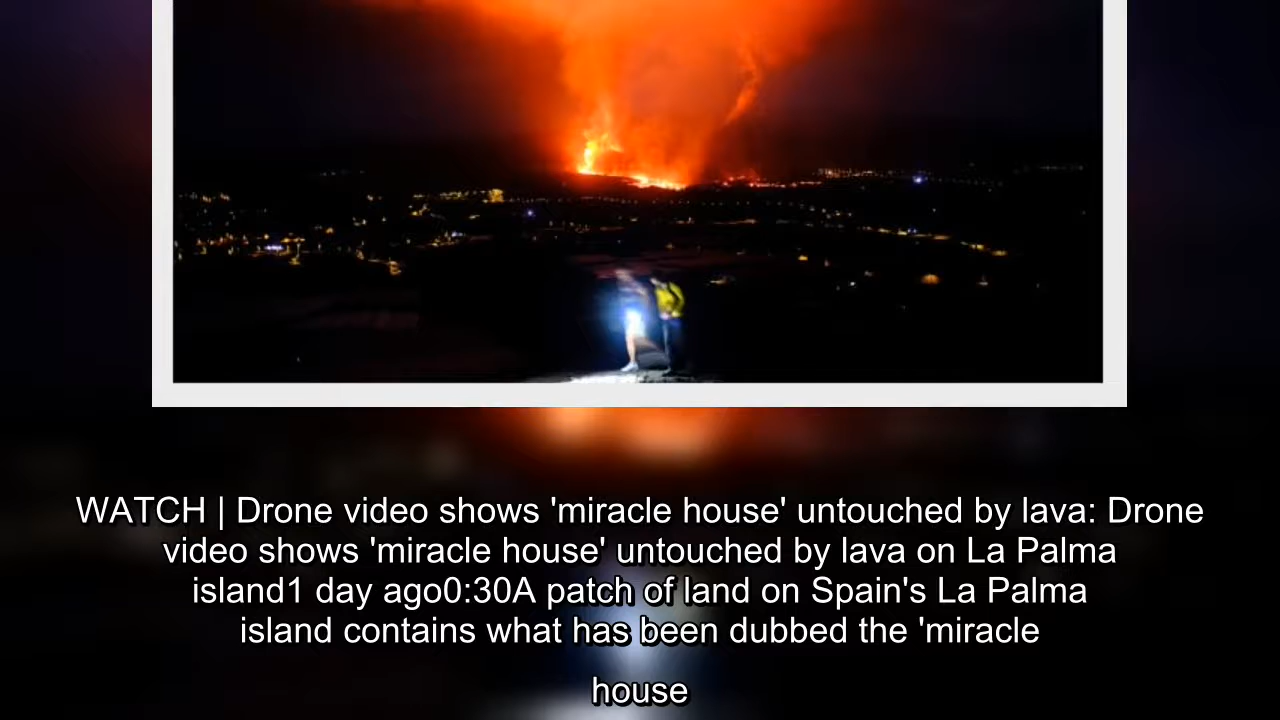 WATCH | Drone video shows 'miracle house' untouched by lava: Drone
video shows 'miracle house' untouched by lava on La Palma
island1 day ago0:30A patch of land on Spain's La Palma
island contains what has been dubbed the 'miracle
house